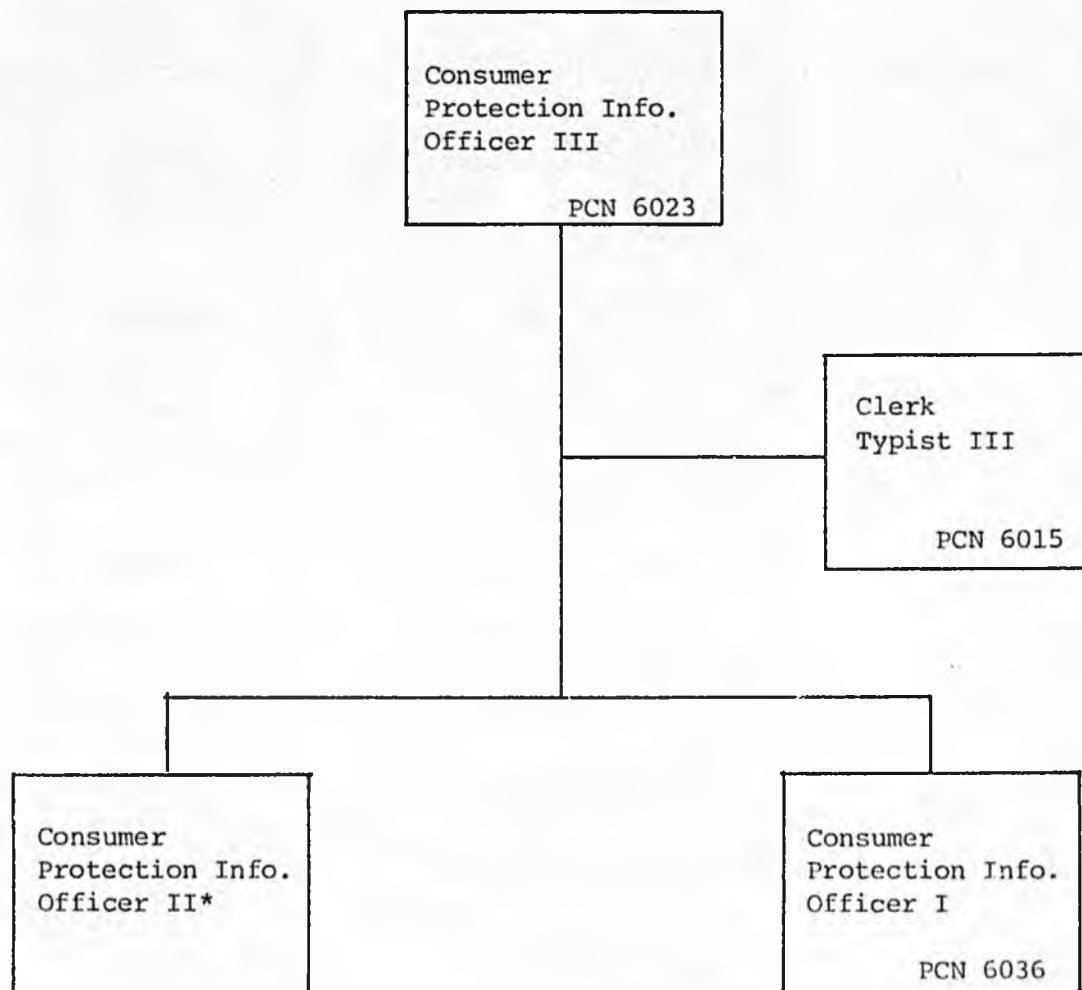 Consumer
Protection Info.
Officer III
PCN 6023
Clerk
Typist III
PCN 6015
Consumer
Protection Info.
Officer II*
Consumer
Protection Info.
Officer I
PCN 6036